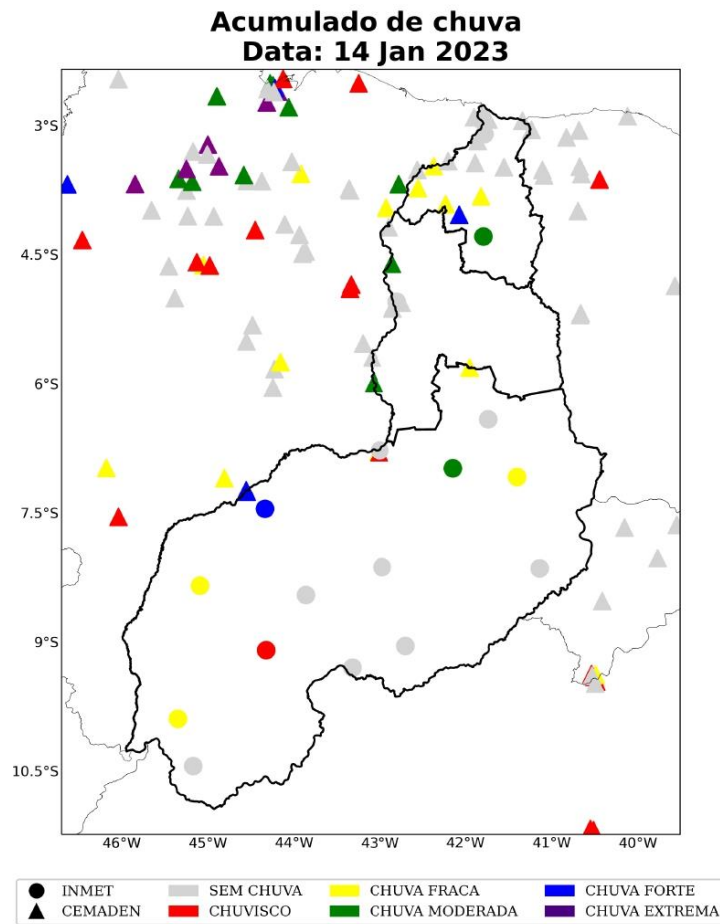 Acumulado de chuva
Data: 14 Jan 2023
3°S
4.5°S
6°S
7.5°S
9°S
10.5°S
46°W 45°W 44°W 43°W 42°W 41°W 40°W
INMET SEM CHUVA CHUVA FRACA CHUVA FORTE
CEMADEN CHUVISCO CHUVA MODERADA CHUVA EXTREMA